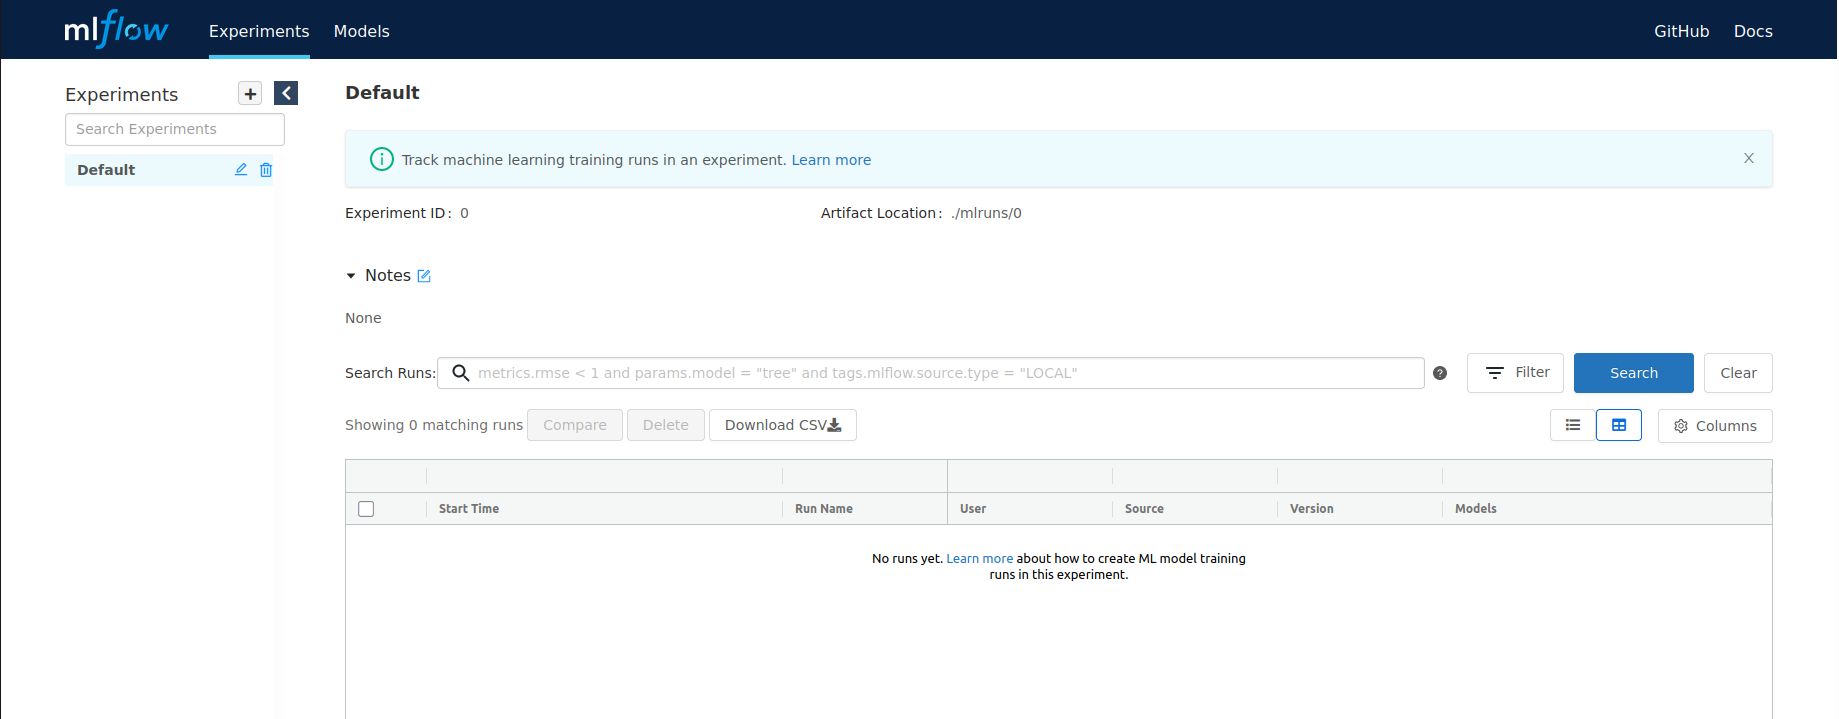 mlflow Experiments Models GitHub Docs
Experiments +
Search Experiments
Default
Default
Track machine learning training runs in an experiment. Learn more X
Experiment ID: 0 Artifact Location: ./mlruns/0
Notes
None
Search Runs: metrics.rmse < 1 and params.model = "tree" and tags.mlflow.source.type = "LOCAL" ? Filter Search Clear
Showing 0 matching runs Compare Delete Download CSV Columns
Start Time Run Name User Source Version Models
No runs yet. Learn more about how to create ML model training
runs in this experiment.